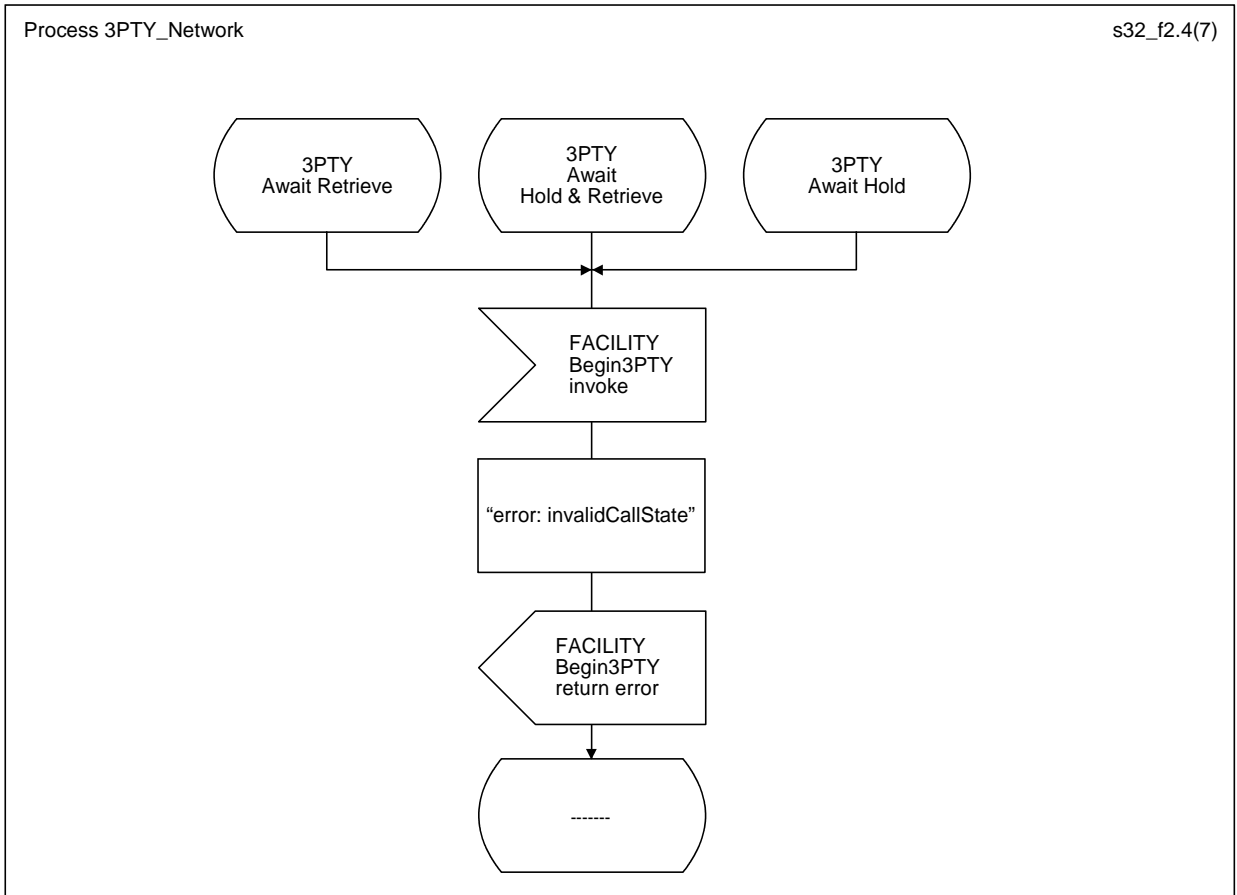 Process 3PTY_Network
s32_f2.4(7)
3PTY
Await Retrieve
3PTY
Await
Hold & Retrieve
3PTY
Await Hold
FACILITY
Begin3PTY
invoke
“error: invalidCallState”
FACILITY
Begin3PTY
return error
-------